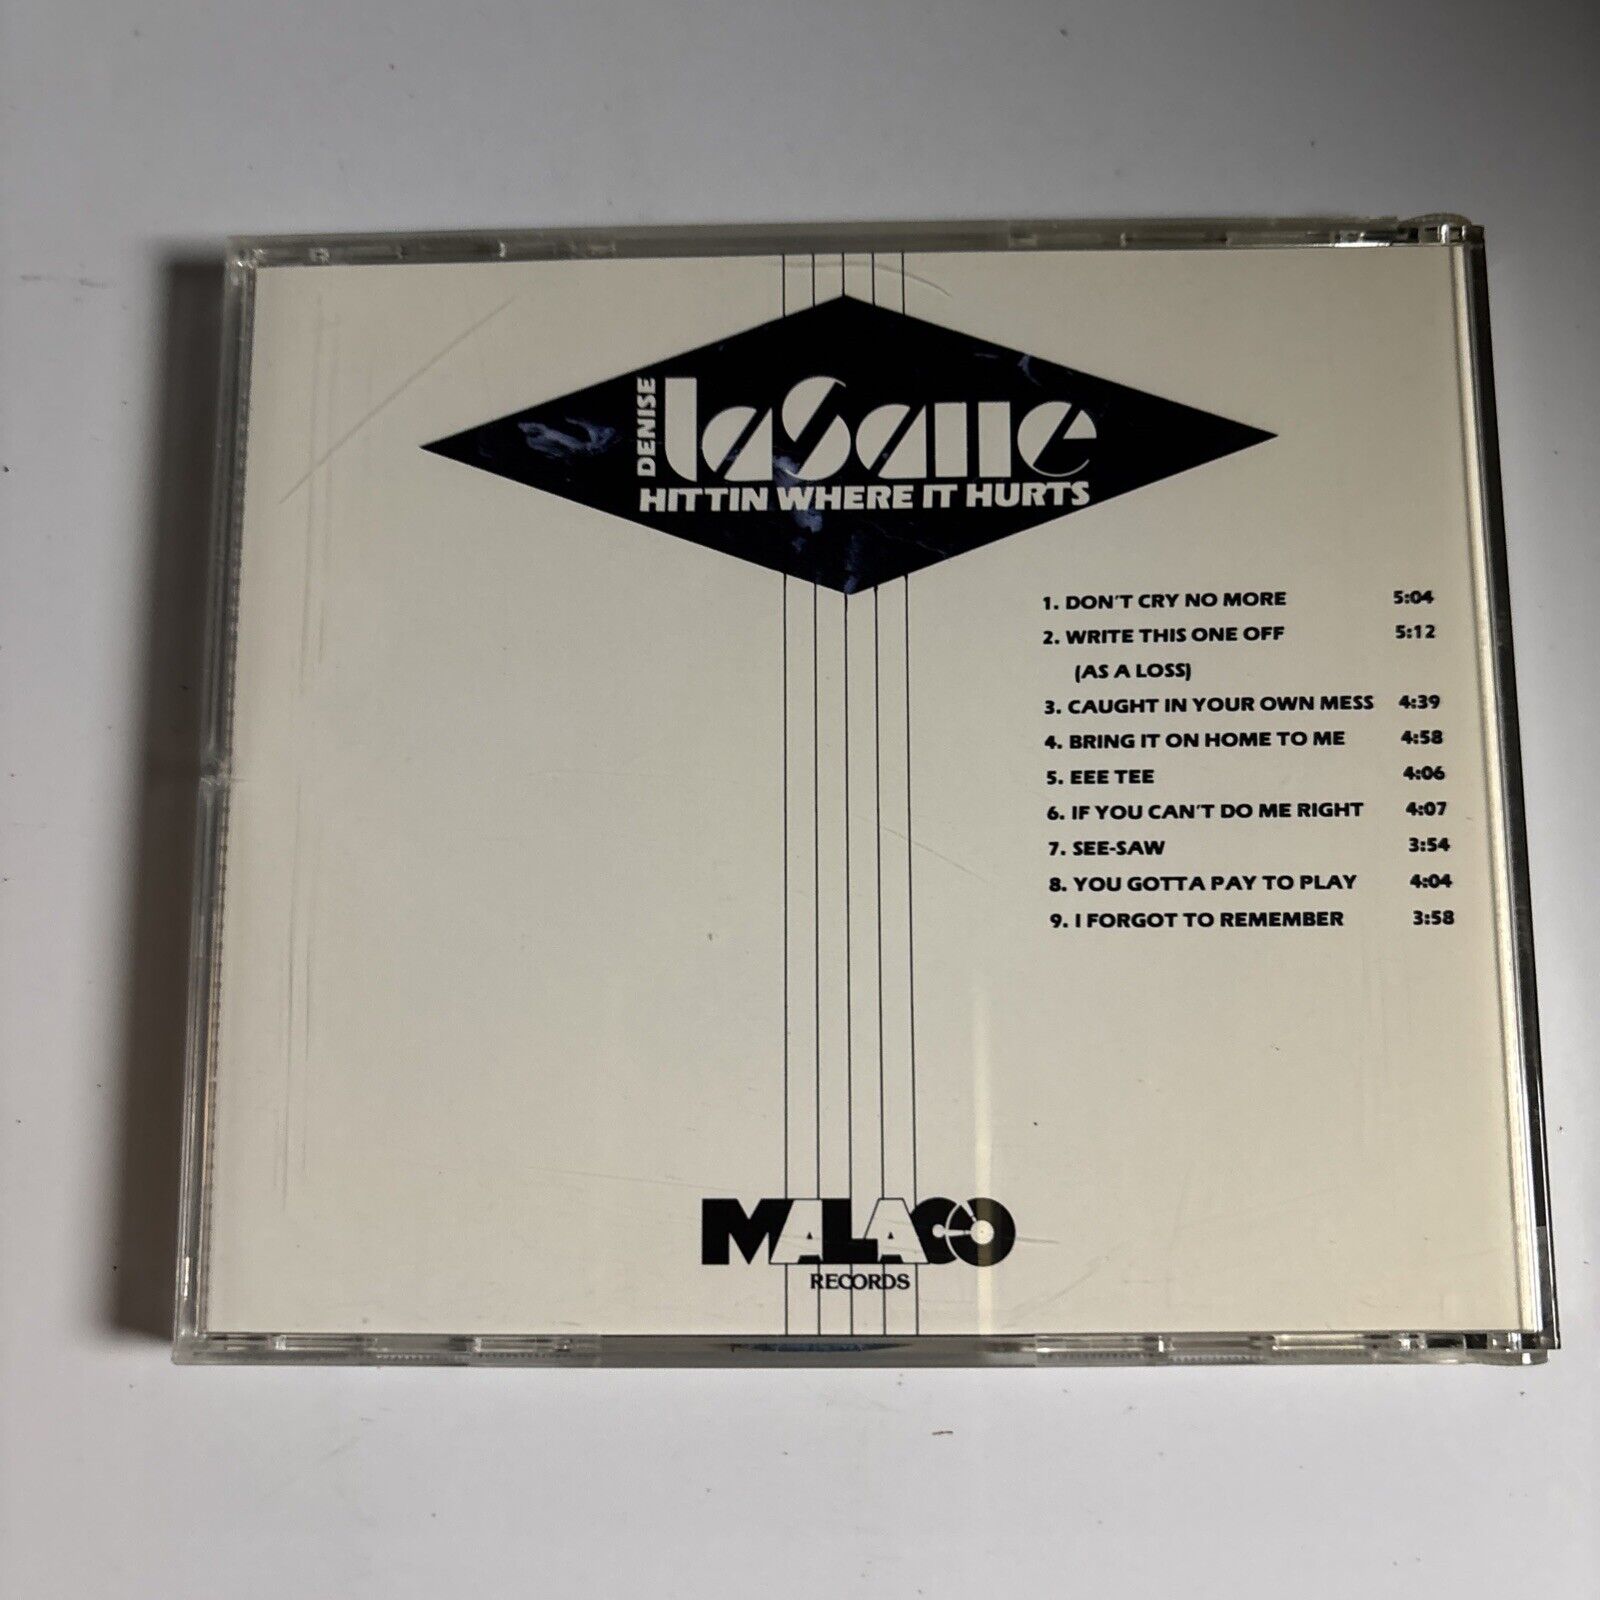 DENISE
LaSalle
HITTIN WHERE IT HURTS
1. DON'T CRY NO MORE 5:04
2. WRITE THIS ONE OFF 5:12
(AS A LOSS)
3. CAUGHT IN YOUR OWN MESS 4:39
4. BRING IT ON HOME TO ME 4:58
5. EEE TEE 4:06
6. IF YOU CAN'T DO ME RIGHT 4:07
7. SEE-SAW 3:54
8. YOU GOTTA PAY TO PLAY 4:04
9. I FORGOT TO REMEMBER 3:58
MALACO
RECORDS